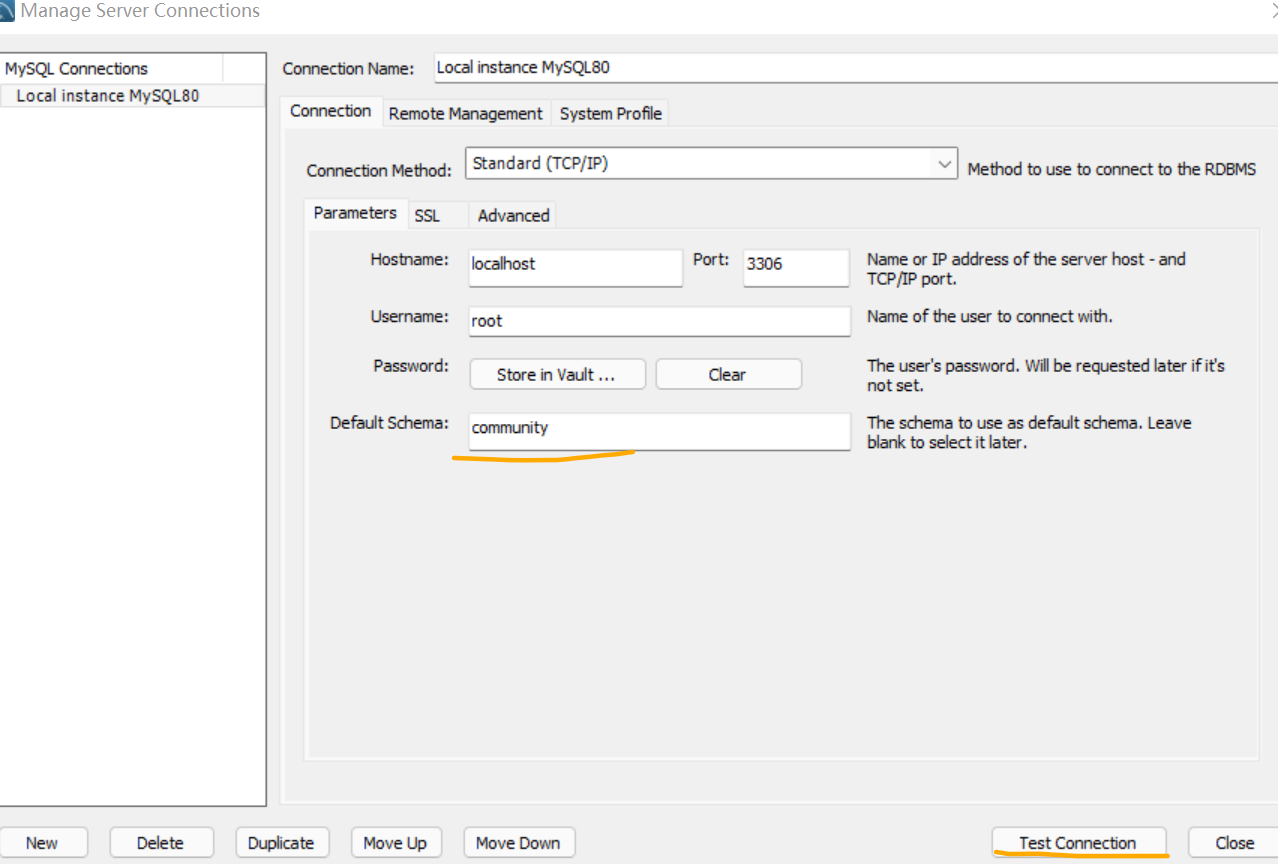 Manage Server Connections
MySQL Connections
Local instance MySQL80
Connection Name: Local instance MySQL80
Connection Remote Management System Profile
Connection Method: Standard (TCP/IP) Method to use to connect to the RDBMS
Parameters SSL Advanced
Hostname: localhost Port: 3306 Name or IP address of the server host - and
TCP/IP port.
Username: root Name of the user to connect with.
Password: Store in Vault ... Clear The user's password. Will be requested later if it's
not set.
Default Schema: community The schema to use as default schema. Leave
blank to select it later.
New Delete Duplicate Move Up Move Down Test Connection Close